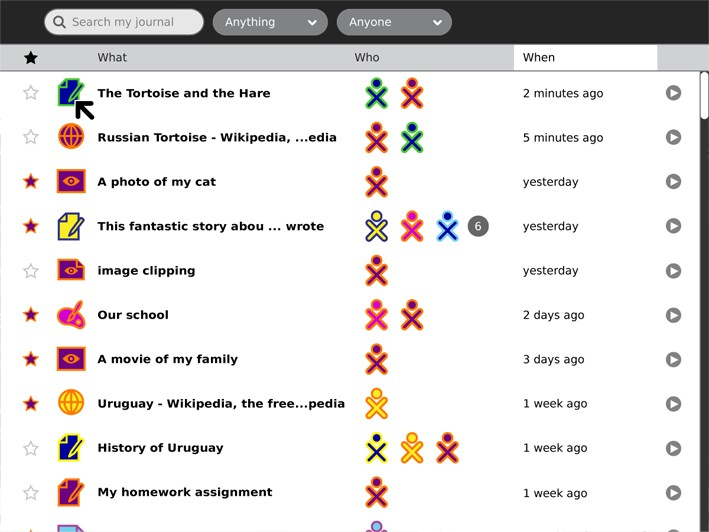 Search my journal Anything Anyone
What Who When
The Tortoise and the Hare 2 minutes ago
Russian Tortoise - Wikipedia, ...edia 5 minutes ago
A photo of my cat yesterday
This fantastic story abou ... wrote 6 yesterday
image clipping yesterday
Our school 2 days ago
A movie of my family 3 days ago
Uruguay - Wikipedia, the free...pedia 1 week ago
History of Uruguay 1 week ago
My homework assignment 1 week ago